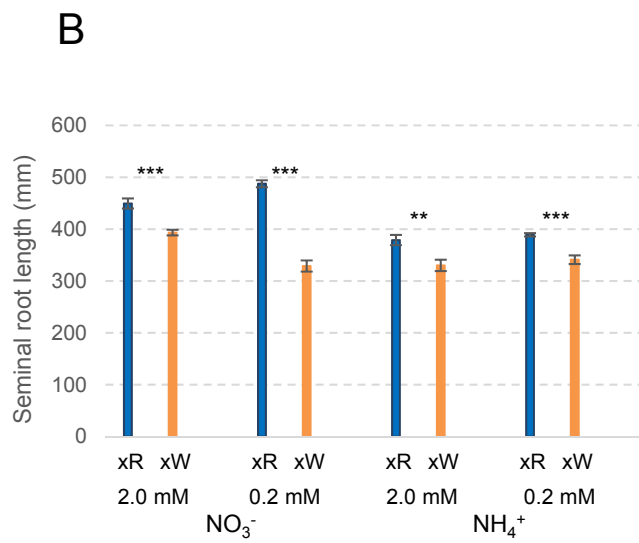 B
Seminal root length (mm)
600
500
400
300
200
100
0
***
***
**
***
xR xW xR xW xR xW xR xW
2.0 mM 0.2 mM 2.0 mM 0.2 mM
NO₃⁻ NH₄⁺